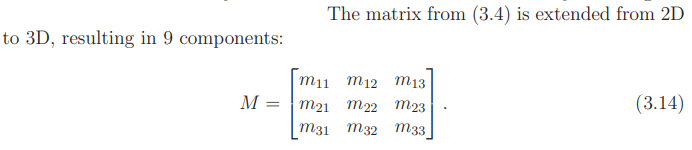 The matrix from (3.4) is extended from 2D
to 3D, resulting in 9 components:
m11 m12 m13
M = m21 m22 m23 . (3.14)
m31 m32 m33